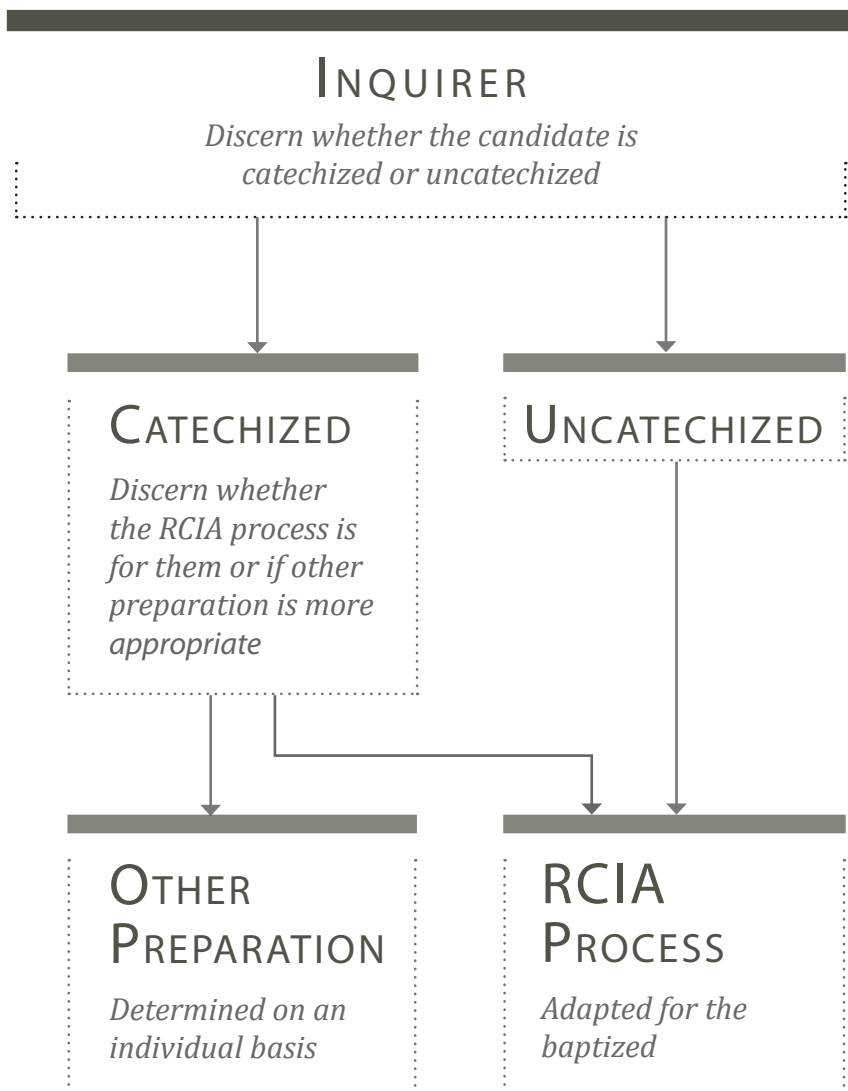 INQUIRER
Discern whether the candidate is
catechized or uncatechized
CATECHIZED
Discern whether
the RCIA process is
for them or if other
preparation is more
appropriate
UNCATECHIZED
OTHER
PREPARATION
Determined on an
individual basis
RCIA
PROCESS
Adapted for the
baptized